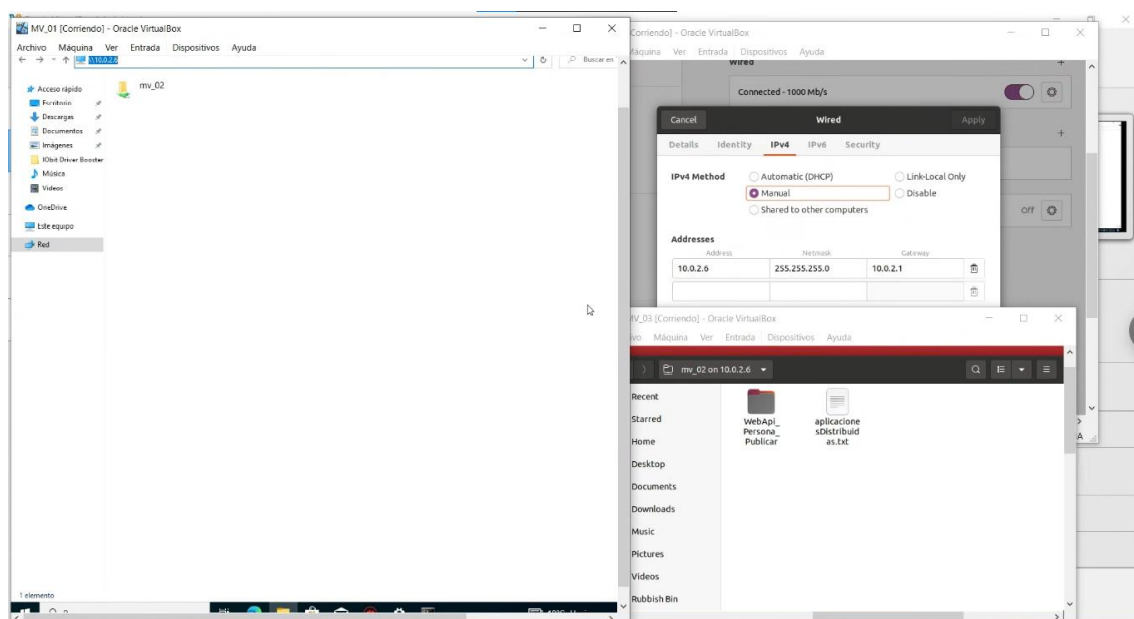 MV_01 [Corriendo] - Oracle VirtualBox
Archivo Máquina Ver Entrada Dispositivos Ayuda
\\10.0.2.6
Buscar en
Acceso rápido
Escritorio
Descargas
Documentos
Imágenes
IObit Driver Booster
Música
Videos
OneDrive
Este equipo
Red
mv_02
1 elemento
Corriendo] - Oracle VirtualBox
Máquina Ver Entrada Dispositivos Ayuda
Wired
Connected - 1000 Mb/s
Cancel Wired Apply
Details Identity IPv4 IPv6 Security
IPv4 Method Automatic (DHCP) Link-Local Only
Manual Disable
Shared to other computers
Off
Addresses
Address Netmask Gateway
10.0.2.6 255.255.255.0 10.0.2.1
MV_03 [Corriendo] - Oracle VirtualBox
Máquina Ver Entrada Dispositivos Ayuda
mv_02 on 10.0.2.6
Recent
Starred
Home
Desktop
Documents
Downloads
Music
Pictures
Videos
Rubbish Bin
WebApi_
Persona_
Publicar
aplicacione
sDistribuid
as.txt